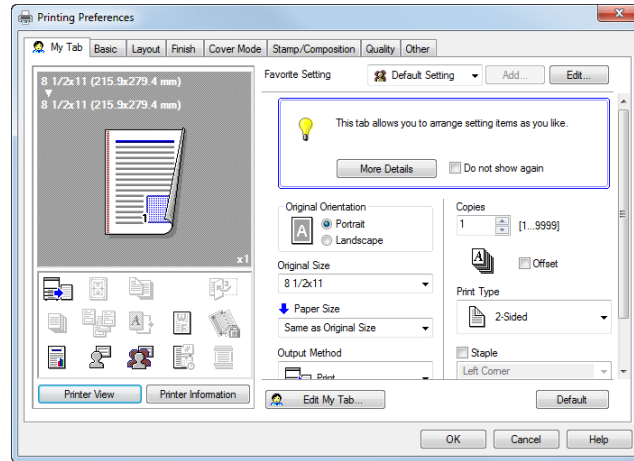 Printing Preferences
My Tab Basic Layout Finish Cover Mode Stamp/Composition Quality Other
8 1/2x11 (215.9x279.4 mm)
8 1/2x11 (215.9x279.4 mm)
1
x1
Printer View Printer Information
Favorite Setting Default Setting Add... Edit...
This tab allows you to arrange setting items as you like.
More Details Do not show again
Original Orientation
A Portrait
Landscape
Original Size
8 1/2x11
Paper Size
Same as Original Size
Output Method
Print
Copies
1 [1...9999]
A Offset
Print Type
2-Sided
Staple
Left Corner
Edit My Tab... Default
OK Cancel Help